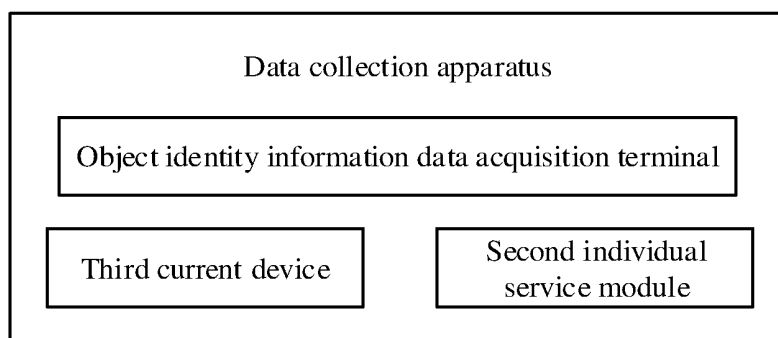 Data collection apparatus
Object identity information data acquisition terminal
Third current device
Second individual
service module